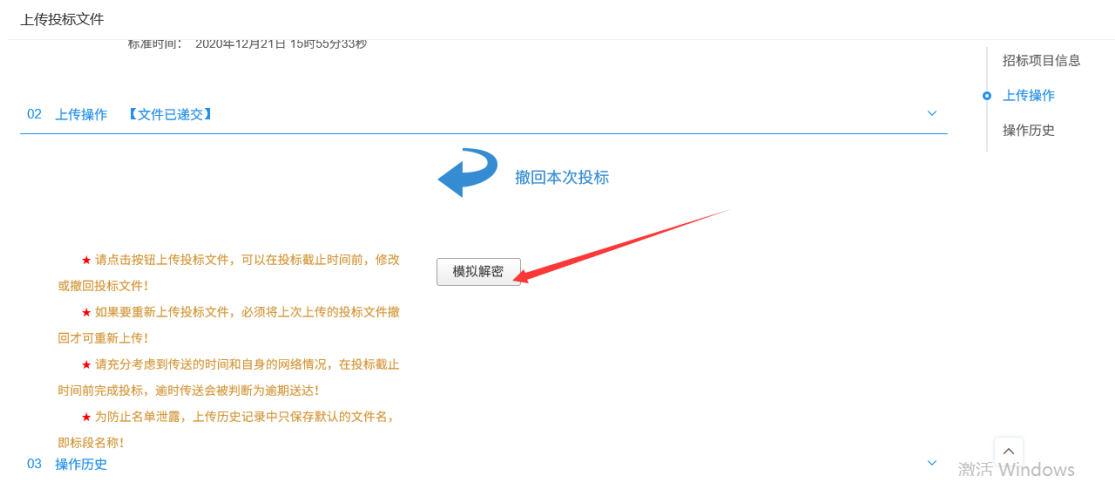 上传投标文件
标准时间： 2020年12月21日 15时55分33秒
招标项目信息
上传操作
操作历史
02 上传操作 【文件已递交】
撤回本次投标
模拟解密
★ 请点击按钮上传投标文件，可以在投标截止时间前，修改
或撤回投标文件！
★ 如果要重新上传投标文件，必须将上次上传的投标文件撤
回才可重新上传！
★ 请充分考虑到传送的时间和自身的网络情况，在投标截止
时间前完成投标，逾时传送会被判断为逾期送达！
★ 为防止名单泄露，上传历史记录中只保存默认的文件名，
即标段名称！
03 操作历史
激活 Windows